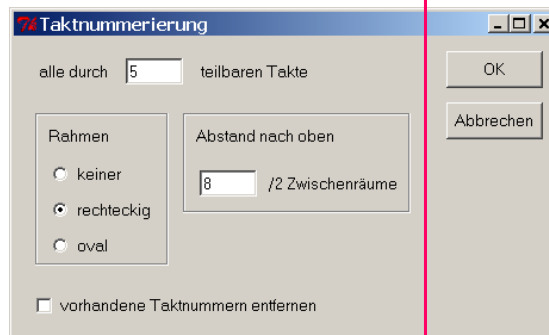 Taktnummerierung
alle durch 5 teilbaren Takte
OK
Abbrechen
Rahmen
keiner
rechteckig
oval
Abstand nach oben
8 /2 Zwischenräume
vorhandene Taktnummern entfernen